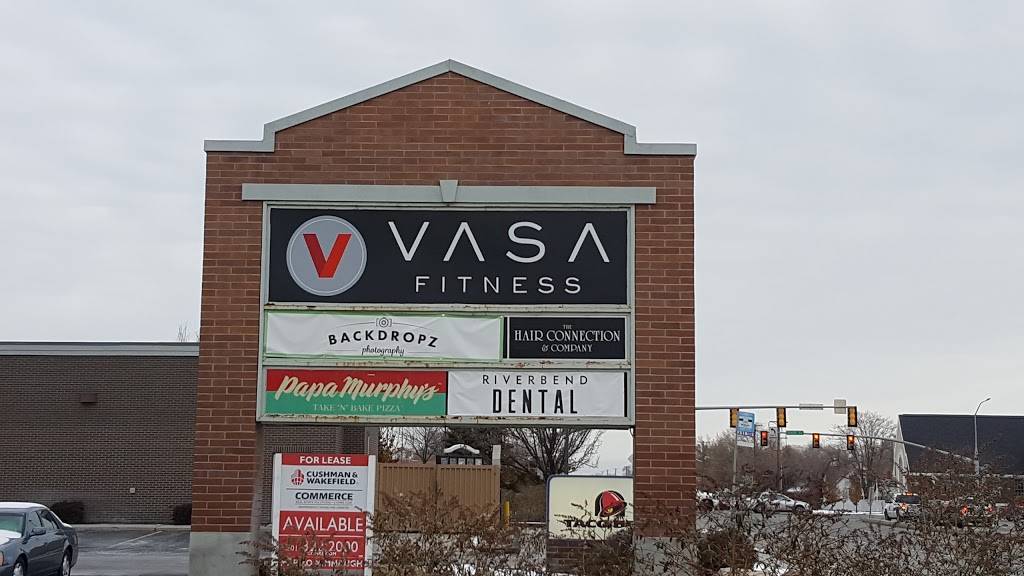 V VASA
FITNESS
BACKDROPZ
photography
THE
HAIR CONNECTION
& COMPANY
Papa Murphy's
TAKE 'N' BAKE PIZZA
RIVERBEND
DENTAL
FOR LEASE
CUSHMAN &
WAKEFIELD
COMMERCE
AVAILABLE
TACO